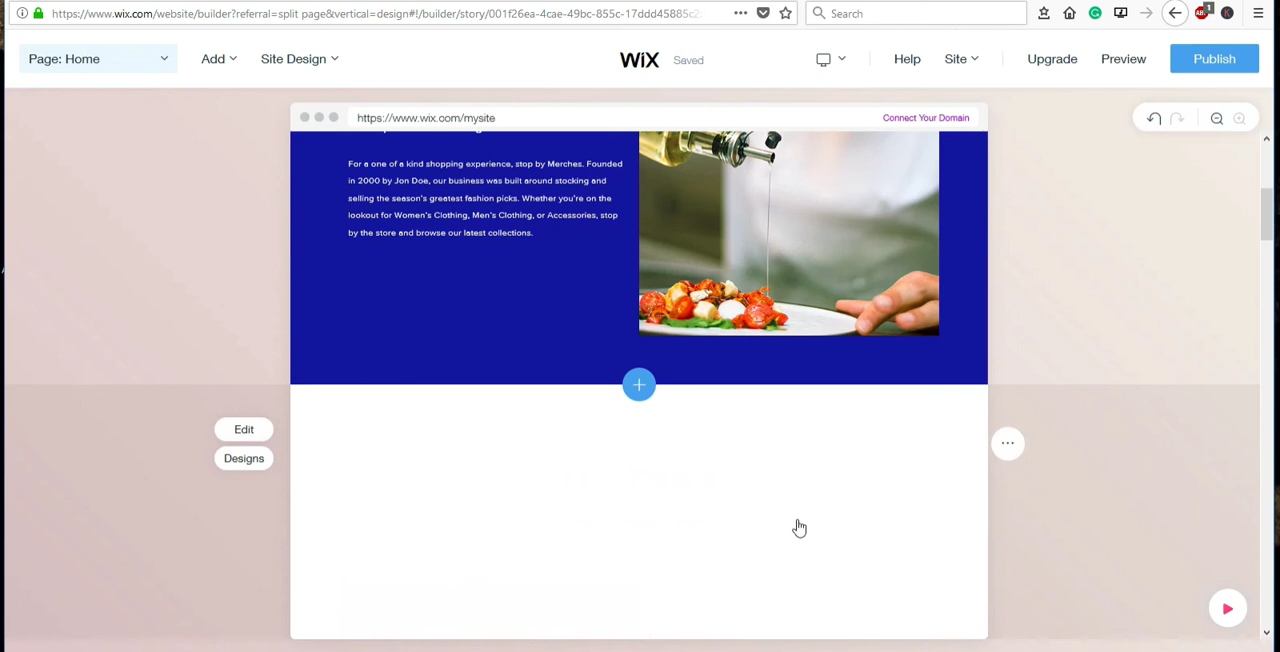 https://www.wix.com/website/builder?referral=split page&vertical=design#!/builder/story/001f26ea-4cae-49bc-855c-17ddd45885c2
Search
1
Page: Home
Add
Site Design
WiX
Saved
Help
Site
Upgrade
Preview
Publish
https://www.wix.com/mysite
Connect Your Domain
For a one of a kind shopping experience, stop by Merches. Founded
in 2000 by Jon Doe, our business was built around stocking and
selling the season's greatest fashion picks. Whether you're on the
lookout for Women's Clothing, Men's Clothing, or Accessories, stop
by the store and browse our latest collections.
Edit
Designs